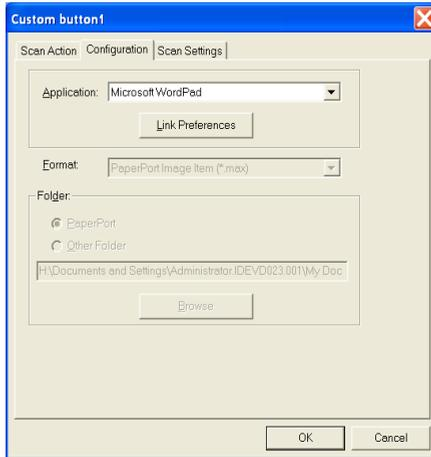 Custom button1
Scan Action Configuration Scan Settings
Application: Microsoft WordPad
Link Preferences
Format: PaperPort Image Item (*.max)
Folder:
PaperPort
Other Folder
H:\Documents and Settings\Administrator.IDEVD023.001\My Doc
Browse
OK Cancel